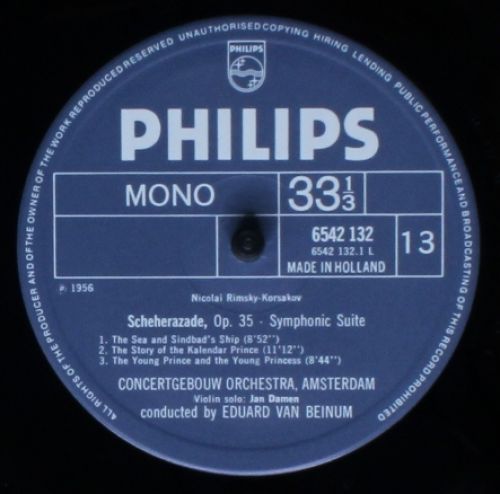 ALL RIGHTS OF THE PRODUCER AND OF THE OWNER OF THE WORK REPRODUCED RESERVED UNAUTHORISED COPYING HIRING LENDING PUBLIC PERFORMANCE AND BROADCASTING OF THIS RECORD PROHIBITED
PHILIPS
PHILIPS
MONO 33 1/3
6542 132 13
6542 132.1 L
MADE IN HOLLAND
℗ 1956
Nicolai Rimsky-Korsakov
Scheherazade, Op. 35 - Symphonic Suite
1. The Sea and Sindbad's Ship (8'52'')
2. The Story of the Kalendar Prince (11'12'')
3. The Young Prince and the Young Princess (8'44'')
CONCERTGEBOUW ORCHESTRA, AMSTERDAM
Violin solo: Jan Damen
conducted by EDUARD VAN BEINUM